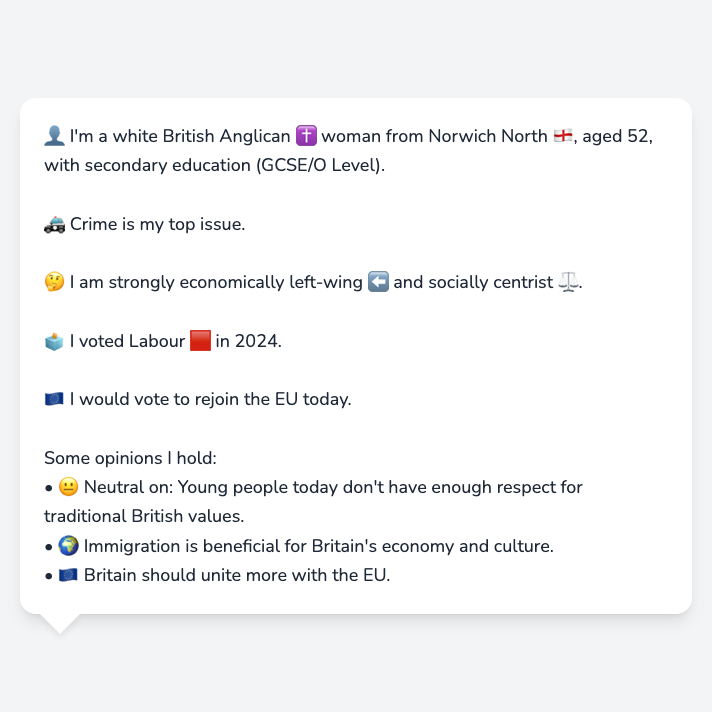 👤 I'm a white British Anglican ✝️ woman from Norwich North 🏴󠁧󠁢󠁥󠁮󠁧󠁿, aged 52,
with secondary education (GCSE/O Level).
🚓 Crime is my top issue.
🤔 I am strongly economically left-wing ⬅️ and socially centrist ⚖️.
🗳️ I voted Labour 🟥 in 2024.
🇪🇺 I would vote to rejoin the EU today.
Some opinions I hold:
• 😐 Neutral on: Young people today don't have enough respect for
traditional British values.
• 🌍 Immigration is beneficial for Britain's economy and culture.
• 🇪🇺 Britain should unite more with the EU.